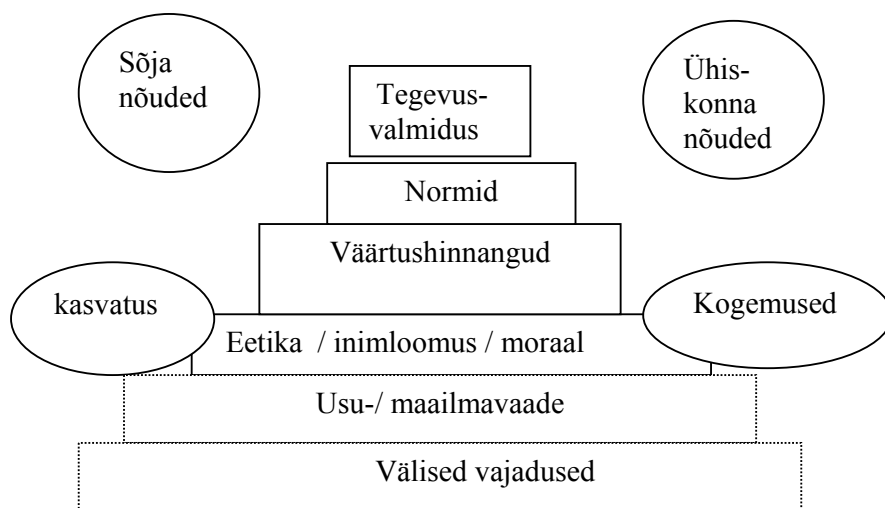 Sõja
nõuded
Tegevus-
valmidus
Ühis-
konna
nõuded
Normid
Väärtushinnangud
kasvatus
Kogemused
Eetika / inimloomus / moraal
Usu-/ maailmavaade
Välised vajadused